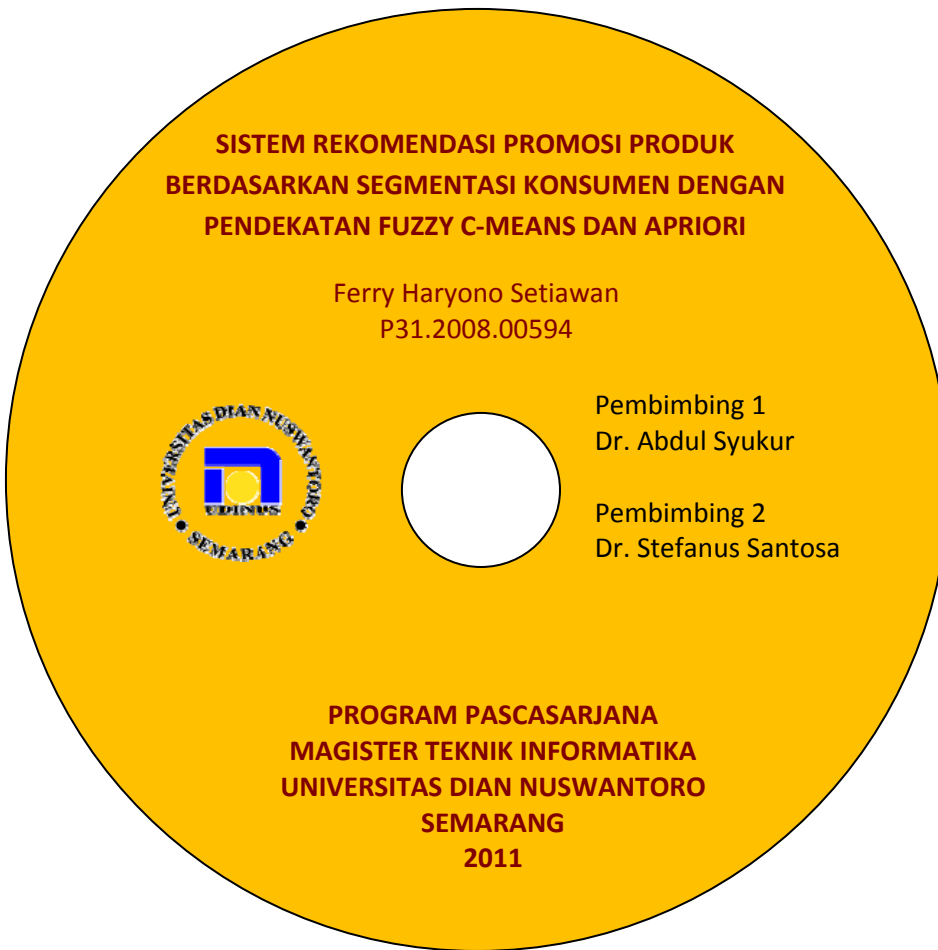 SISTEM REKOMENDASI PROMOSI PRODUK
BERDASARKAN SEGMENTASI KONSUMEN DENGAN
PENDEKATAN FUZZY C-MEANS DAN APRIORI
Ferry Haryono Setiawan
P31.2008.00594
UNIVERSITAS DIAN NUSWANTORO
UDINUS
SEMARANG
Pembimbing 1
Dr. Abdul Syukur
Pembimbing 2
Dr. Stefanus Santosa
PROGRAM PASCASARJANA
MAGISTER TEKNIK INFORMATIKA
UNIVERSITAS DIAN NUSWANTORO
SEMARANG
2011